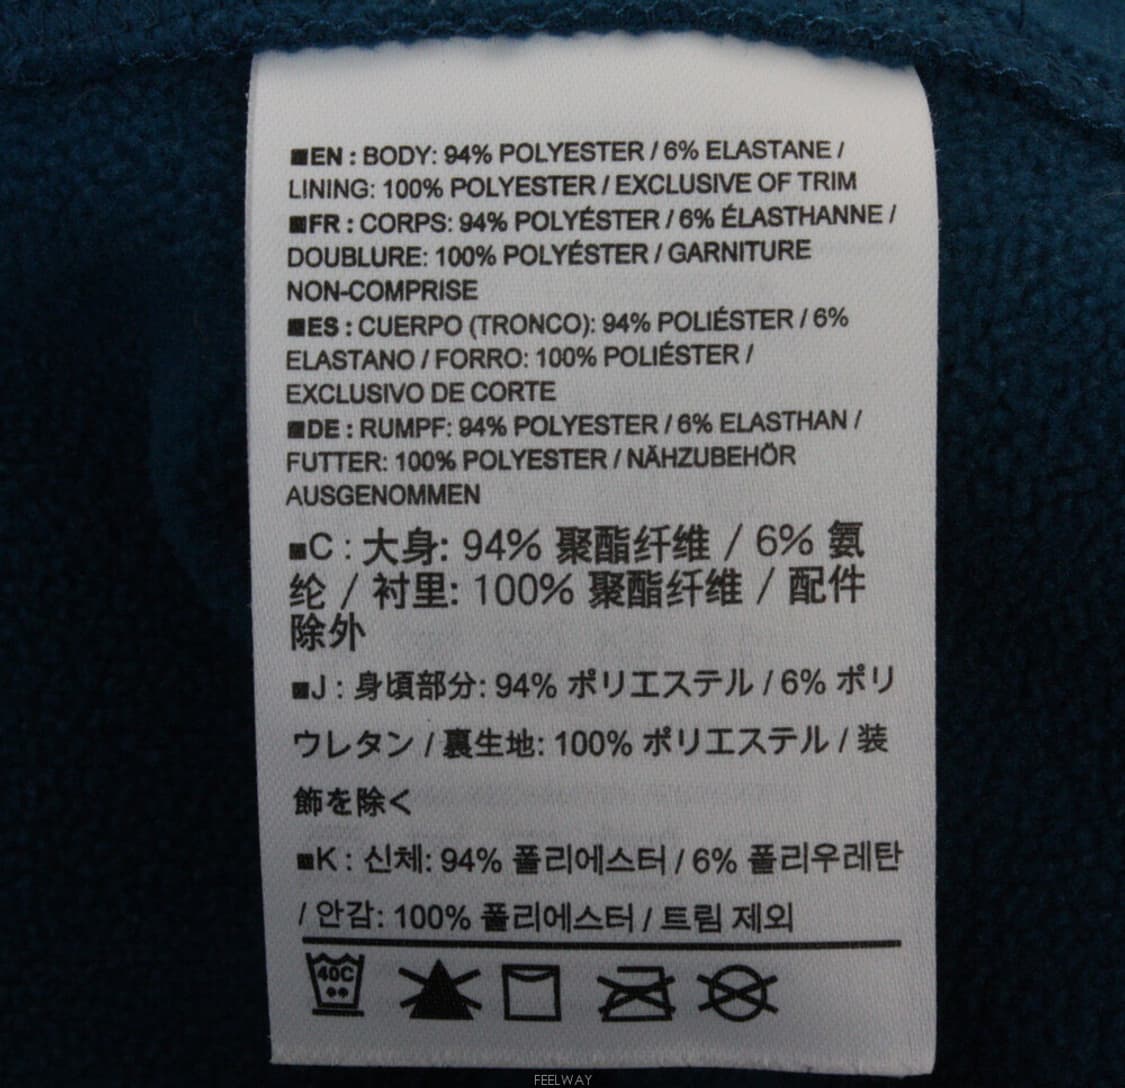 ■EN : BODY: 94% POLYESTER / 6% ELASTANE /
LINING: 100% POLYESTER / EXCLUSIVE OF TRIM
■FR : CORPS: 94% POLYÉSTER / 6% ÉLASTHANNE /
DOUBLURE: 100% POLYÉSTER / GARNITURE
NON-COMPRISE
■ES : CUERPO (TRONCO): 94% POLIÉSTER / 6%
ELASTANO / FORRO: 100% POLIÉSTER /
EXCLUSIVO DE CORTE
■DE : RUMPF: 94% POLYESTER / 6% ELASTHAN /
FUTTER: 100% POLYESTER / NÄHZUBEHÖR
AUSGENOMMEN
■C : 大身: 94% 聚酯纤维 / 6% 氨
纶 / 衬里: 100% 聚酯纤维 / 配件
除外
■J : 身頃部分: 94% ポリエステル / 6% ポリ
ウレタン / 裏生地: 100% ポリエステル / 装
飾を除く
■K : 신체: 94% 폴리에스터 / 6% 폴리우레탄
/ 안감: 100% 폴리에스터 / 트림 제외
40C
FEELWAY